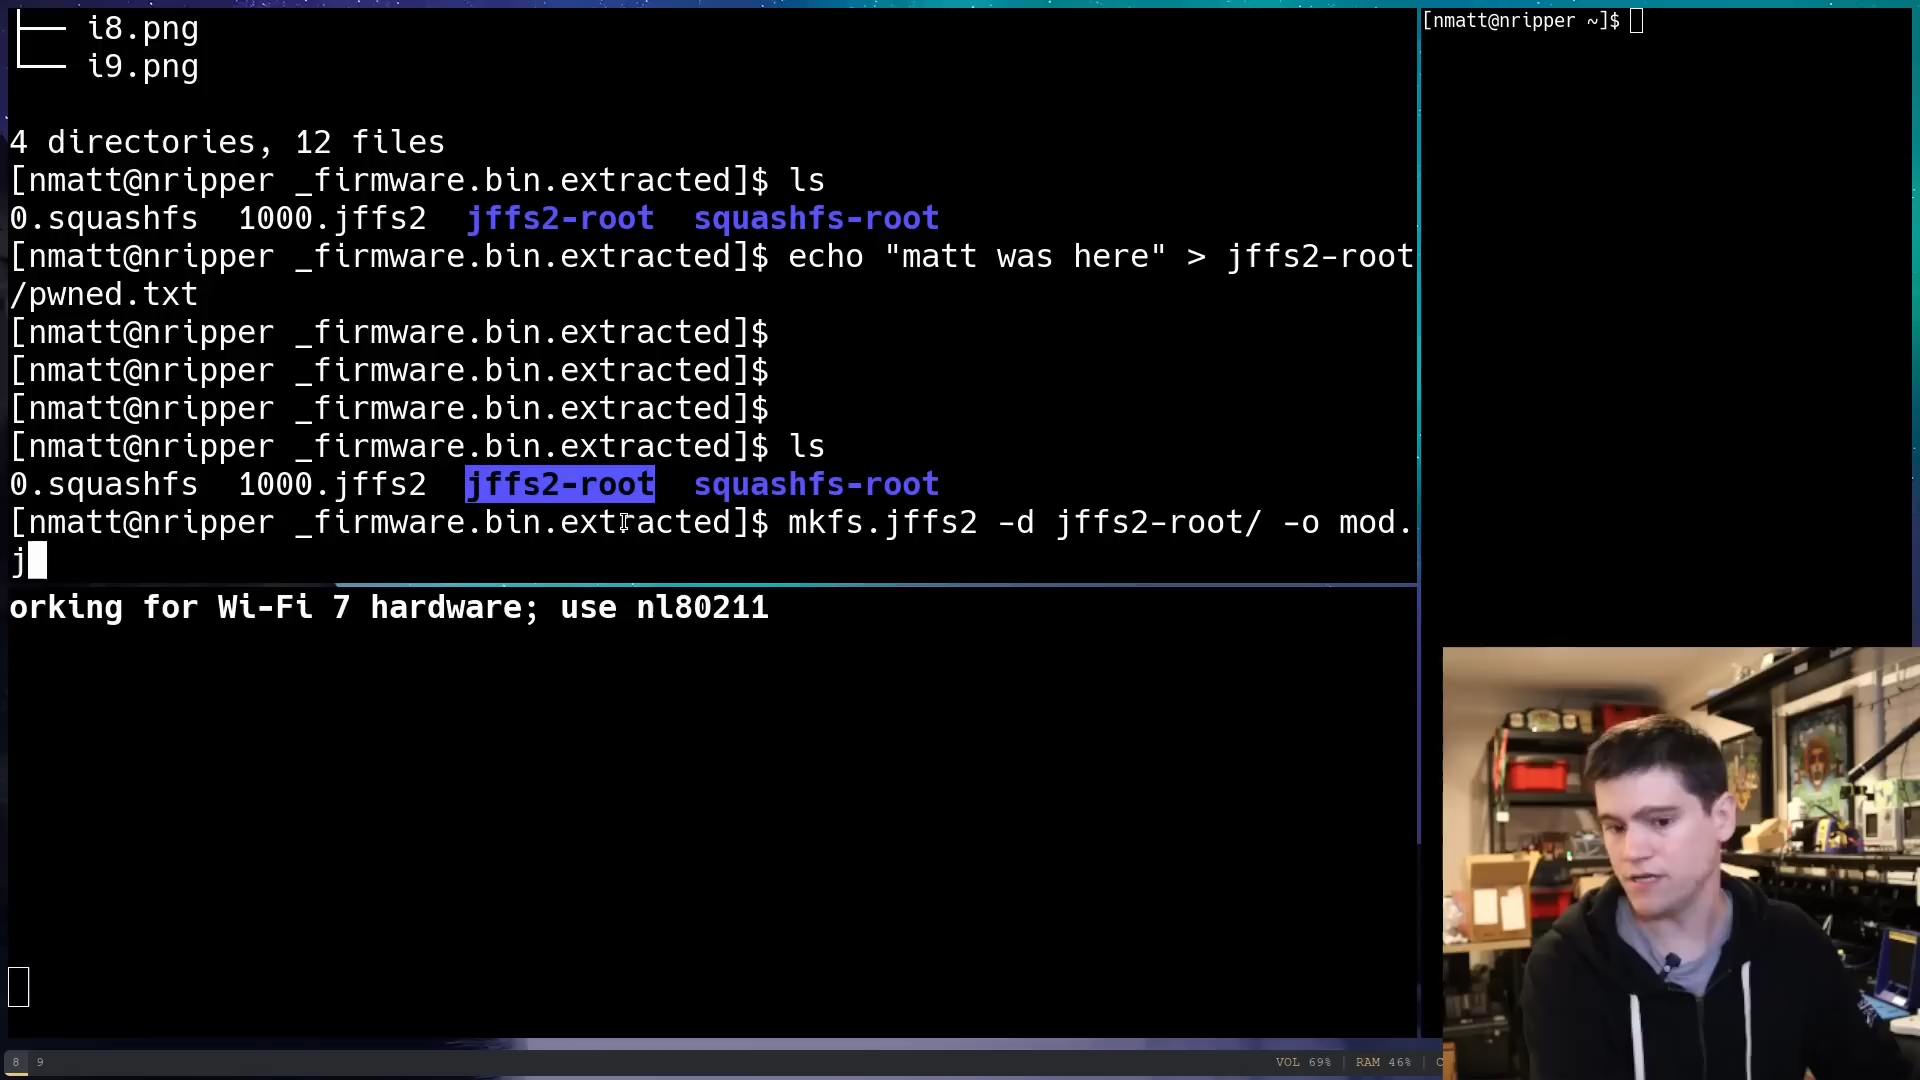 i8.png
i9.png
4 directories, 12 files
[nmatt@nripper _firmware.bin.extracted]$ ls
0.squashfs 1000.jffs2 jffs2-root squashfs-root
[nmatt@nripper _firmware.bin.extracted]$ echo "matt was here" > jffs2-root
/pwned.txt
[nmatt@nripper _firmware.bin.extracted]$
[nmatt@nripper _firmware.bin.extracted]$
[nmatt@nripper _firmware.bin.extracted]$
[nmatt@nripper _firmware.bin.extracted]$ ls
0.squashfs 1000.jffs2 jffs2-root squashfs-root
[nmatt@nripper _firmware.bin.extracted]$ mkfs.jffs2 -d jffs2-root/ -o mod.
j
orking for Wi-Fi 7 hardware; use nl80211
[nmatt@nripper ~]$
8 9
VOL 69% | RAM 46% | C